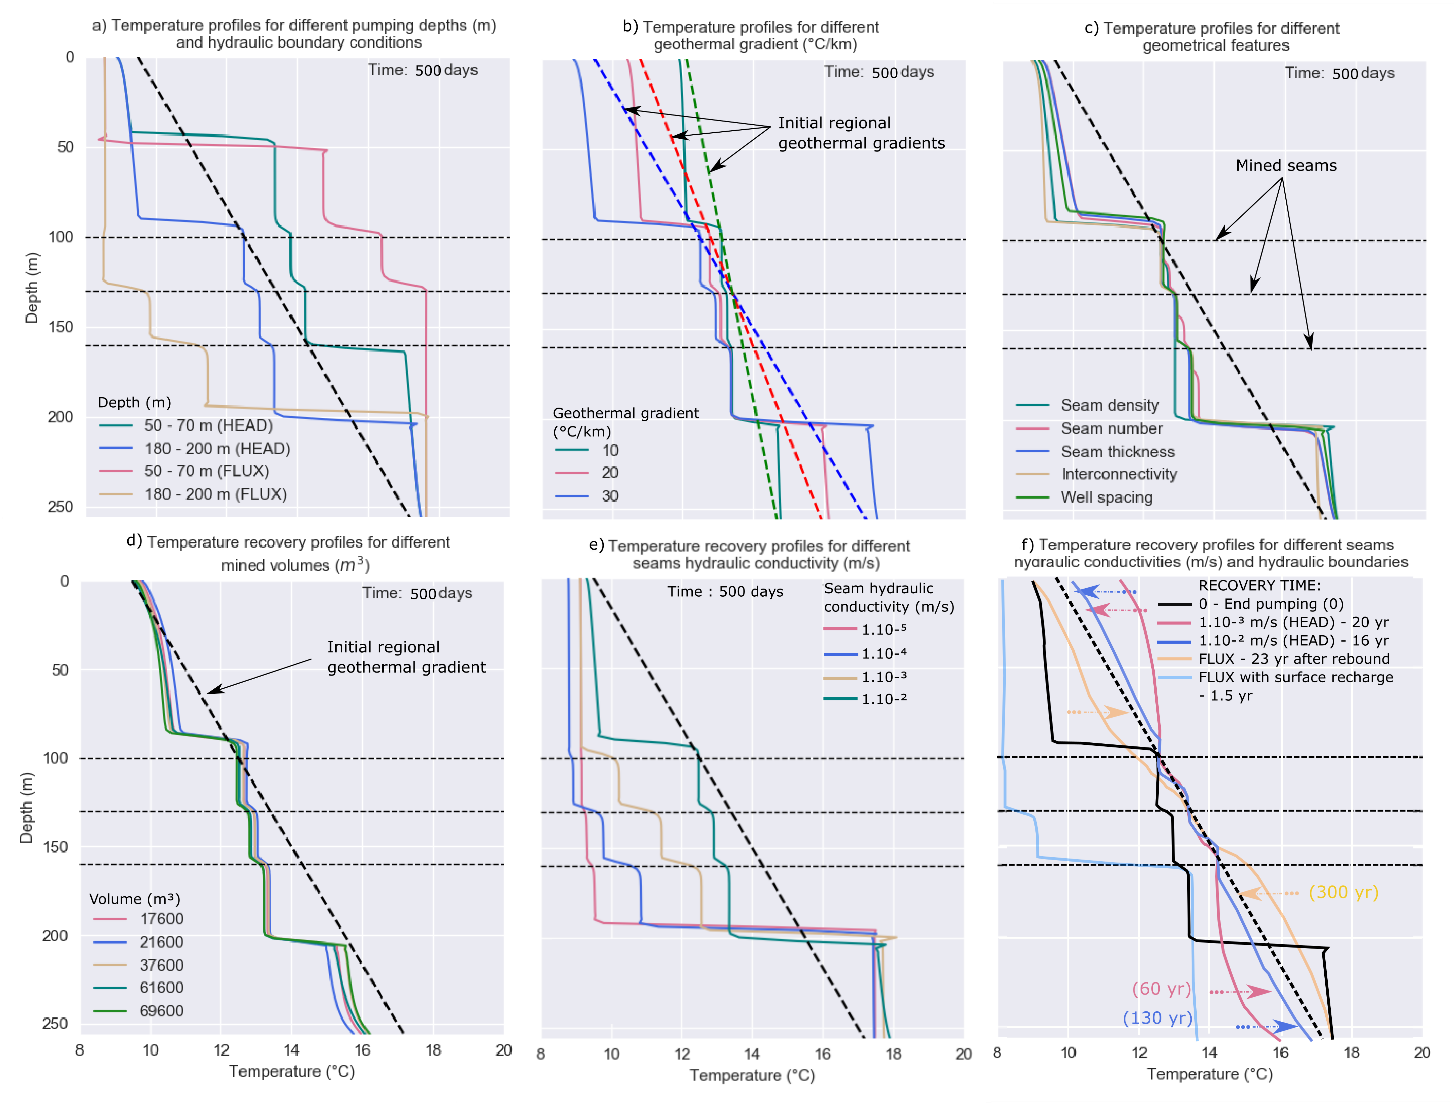 a) Temperature profiles for different pumping depths (m)
and hydraulic boundary conditions
Time: 500 days
0
50
100
150
200
250
Depth (m)
Depth (m)
50 - 70 m (HEAD)
180 - 200 m (HEAD)
50 - 70 m (FLUX)
180 - 200 m (FLUX)
b) Temperature profiles for different
geothermal gradient (°C/km)
Time: 500 days
Initial regional
geothermal gradients
Geothermal gradient
(°C/km)
10
20
30
c) Temperature profiles for different
geometrical features
Time: 500 days
Mined seams
Seam density
Seam number
Seam thickness
Interconnectivity
Well spacing
d) Temperature recovery profiles for different
mined volumes (m³)
Time: 500 days
Initial regional
geothermal gradient
0
50
100
150
200
250
Depth (m)
Volume (m³)
17600
21600
37600
61600
69600
8 10 12 14 16 18 20
Temperature (°C)
e) Temperature recovery profiles for different
seams hydraulic conductivity (m/s)
Time : 500 days
Seam hydraulic
conductivity (m/s)
1.10-⁵
1.10-⁴
1.10-³
1.10-²
8 10 12 14 16 18 20
Temperature (°C)
f) Temperature recovery profiles for different seams
nydraulic conductivities (m/s) and hydraulic boundaries
RECOVERY TIME:
0 - End pumping (0)
1.10-³ m/s (HEAD) - 20 yr
1.10-² m/s (HEAD) - 16 yr
FLUX - 23 yr after rebound
FLUX with surface recharge
- 1.5 yr
(300 yr)
(60 yr)
(130 yr)
8 10 12 14 16 18 20
Temperature (°C)